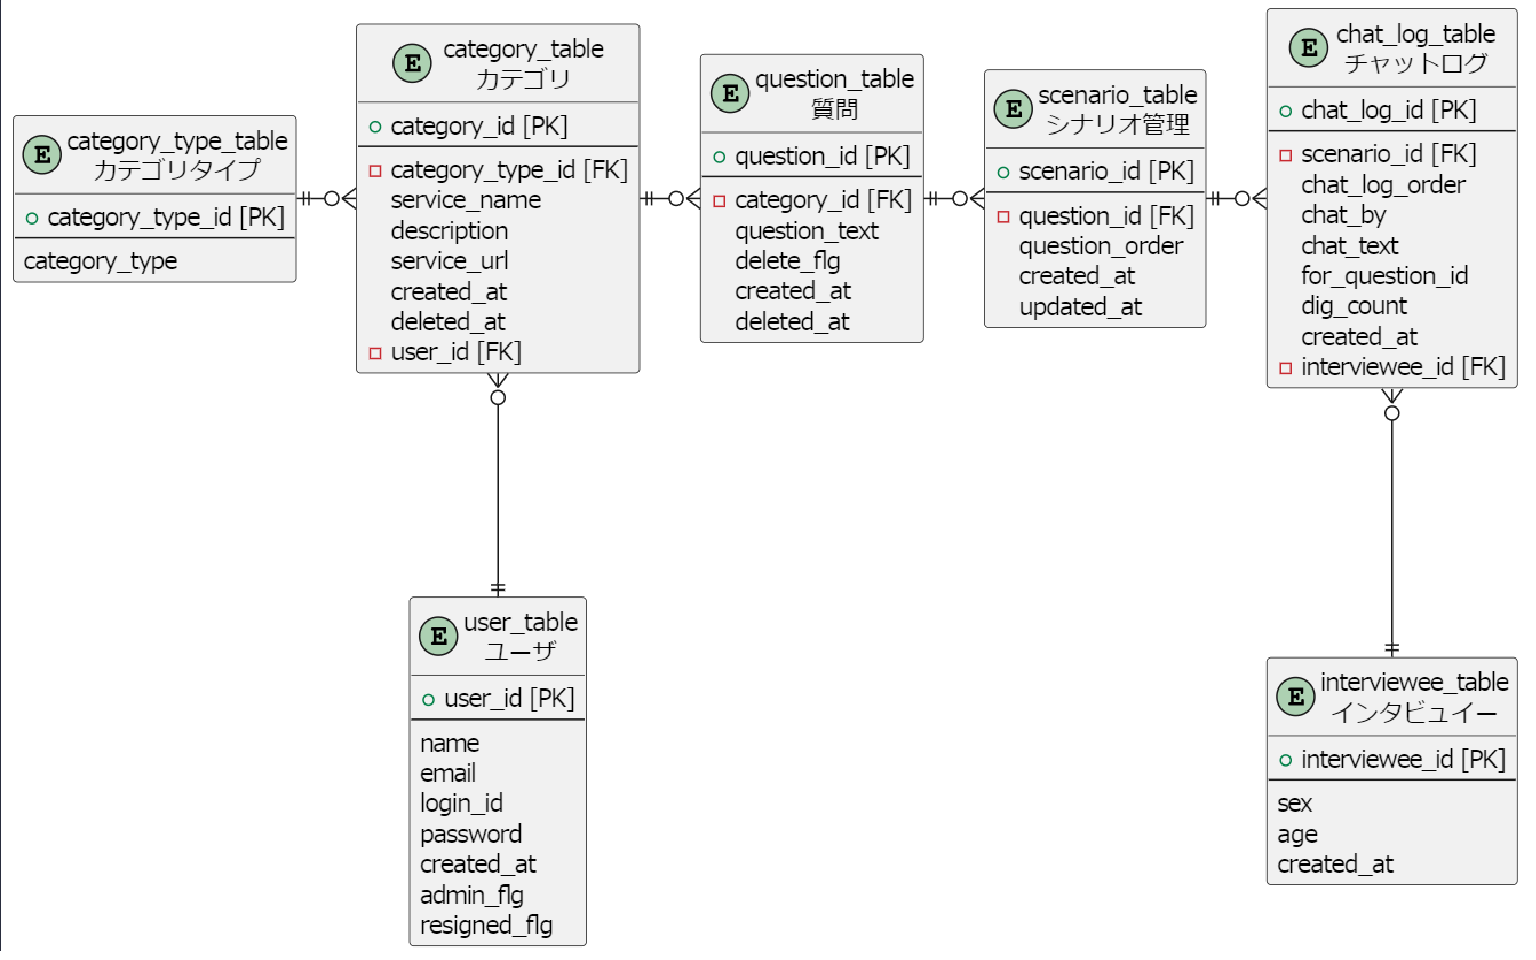 E
category_type_table
カテゴリタイプ
category_type_id [PK]
category_type
E
category_table
カテゴリ
category_id [PK]
category_type_id [FK]
service_name
description
service_url
created_at
deleted_at
user_id [FK]
E
question_table
質問
question_id [PK]
category_id [FK]
question_text
delete_flg
created_at
deleted_at
E
scenario_table
シナリオ管理
scenario_id [PK]
question_id [FK]
question_order
created_at
updated_at
E
chat_log_table
チャットログ
chat_log_id [PK]
scenario_id [FK]
chat_log_order
chat_by
chat_text
for_question_id
dig_count
created_at
interviewee_id [FK]
E
user_table
ユーザ
user_id [PK]
name
email
login_id
password
created_at
admin_flg
resigned_flg
E
interviewee_table
インタビュイー
interviewee_id [PK]
sex
age
created_at